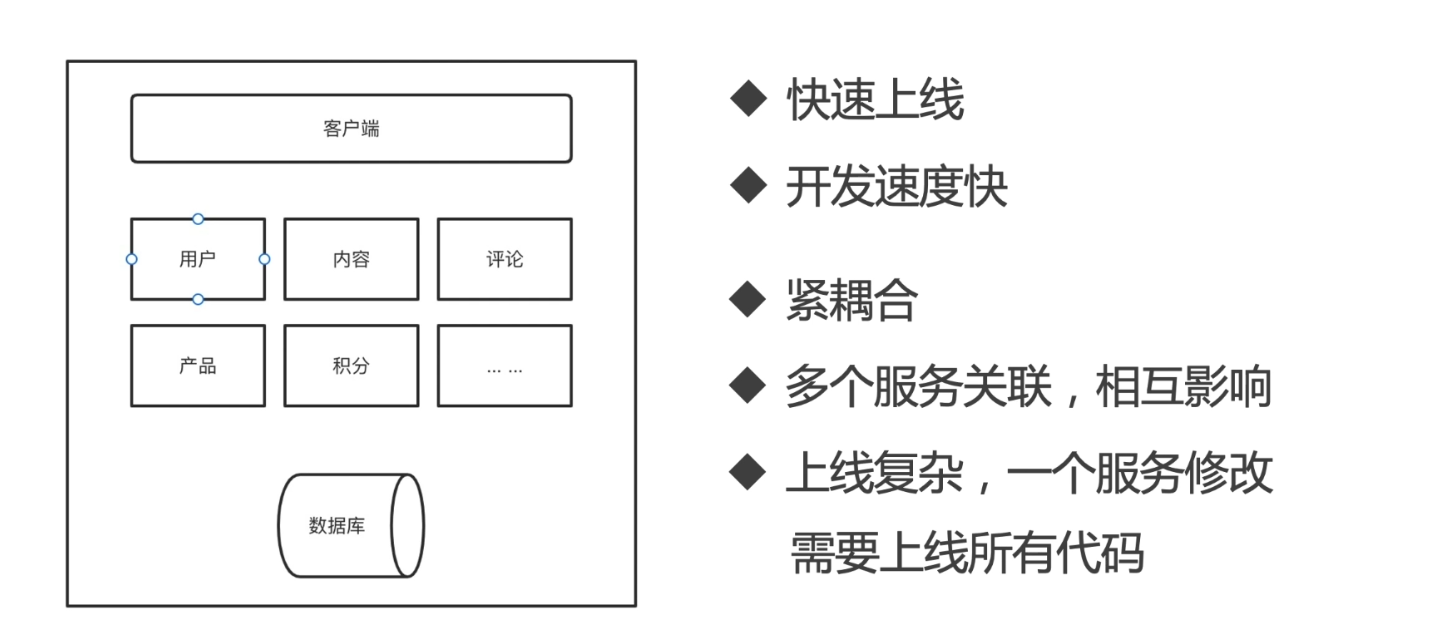 客户端
用户
内容
评论
产品
积分
... ...
数据库
快速上线
开发速度快
紧耦合
多个服务关联，相互影响
上线复杂，一个服务修改
需要上线所有代码